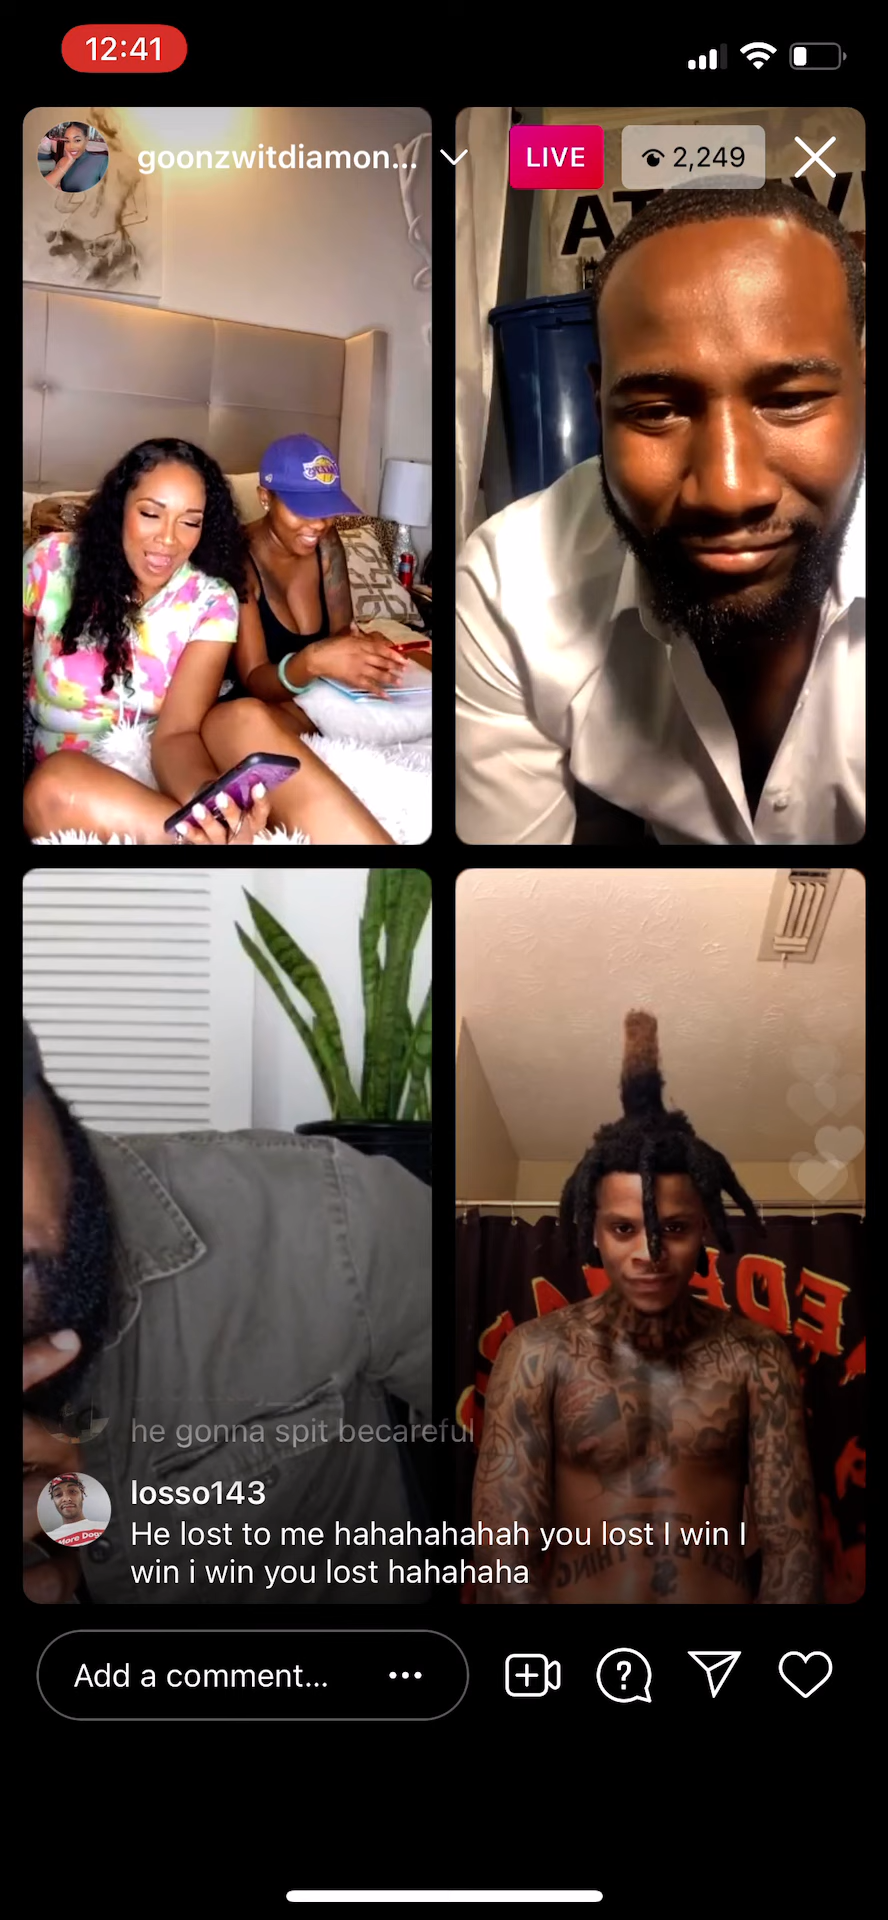 12:41
goonzwitdiamon...
LIVE
2,249
he gonna spit becareful
losso143
He lost to me hahahahahah you lost I win I
win i win you lost hahahaha
Add a comment...